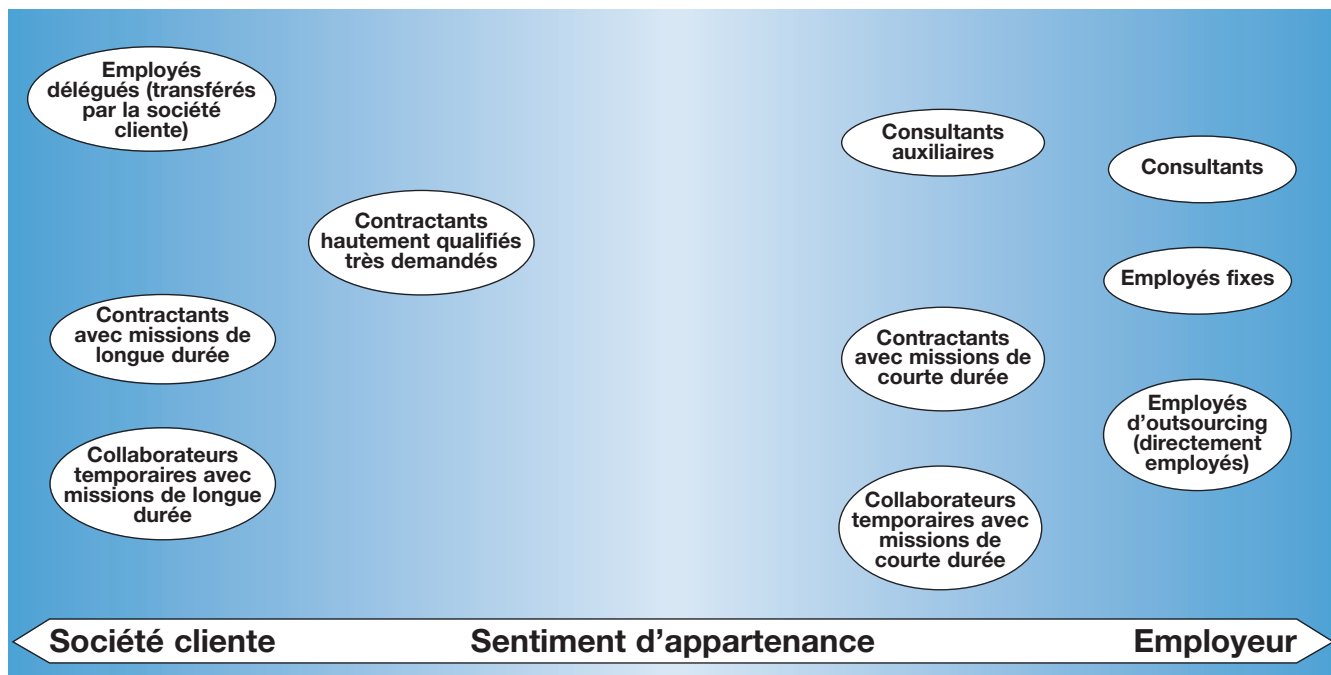 Employés
délégués (transférés
par la société
cliente)
Consultants
auxiliaires
Consultants
Contractants
hautement qualifiés
très demandés
Employés fixes
Contractants
avec missions de
longue durée
Contractants
avec missions de
courte durée
Employés
d'outsourcing
(directement
employés)
Collaborateurs
temporaires avec
missions de longue
durée
Collaborateurs
temporaires avec
missions de
courte durée
Société cliente Sentiment d'appartenance Employeur